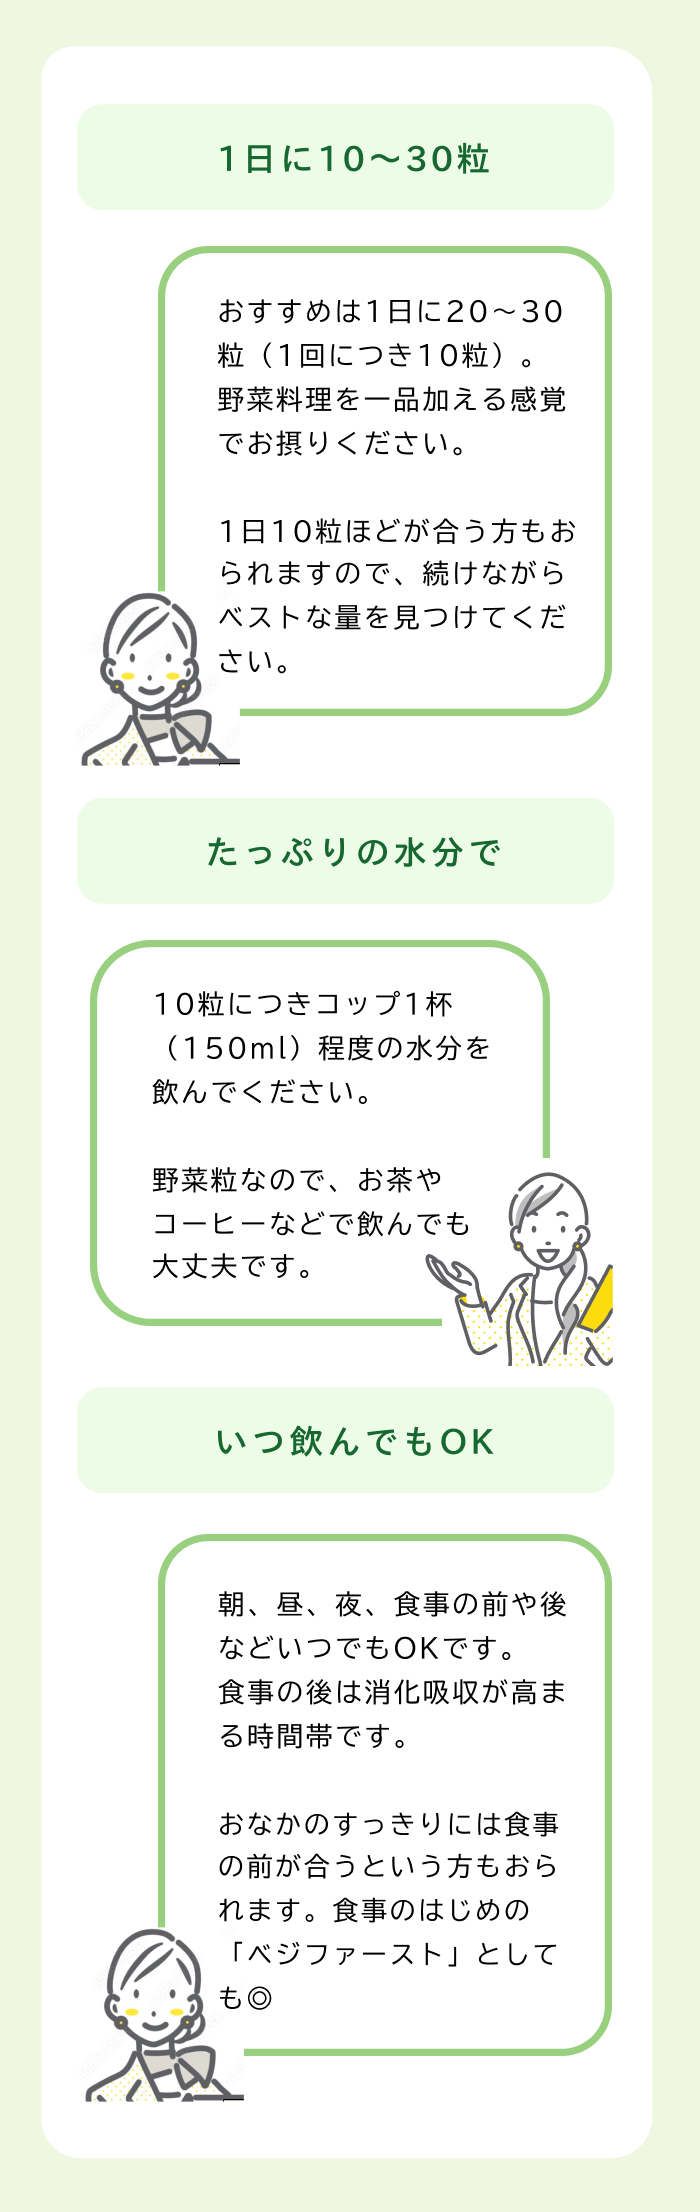 1日に10〜30粒
おすすめは1日に20〜30
粒（1回につき10粒）。
野菜料理を一品加える感覚
でお摂りください。
1日10粒ほどが合う方もお
られますので、続けながら
ベストな量を見つけてくだ
さい。
たっぷりの水分で
10粒につきコップ1杯
（150ml）程度の水分を
飲んでください。
野菜粒なので、お茶や
コーヒーなどで飲んでも
大丈夫です。
いつ飲んでもOK
朝、昼、夜、食事の前や後
などいつでもOKです。
食事の後は消化吸収が高ま
る時間帯です。
おなかのすっきりには食事
の前が合うという方もおら
れます。食事のはじめの
「ベジファースト」として
も◎